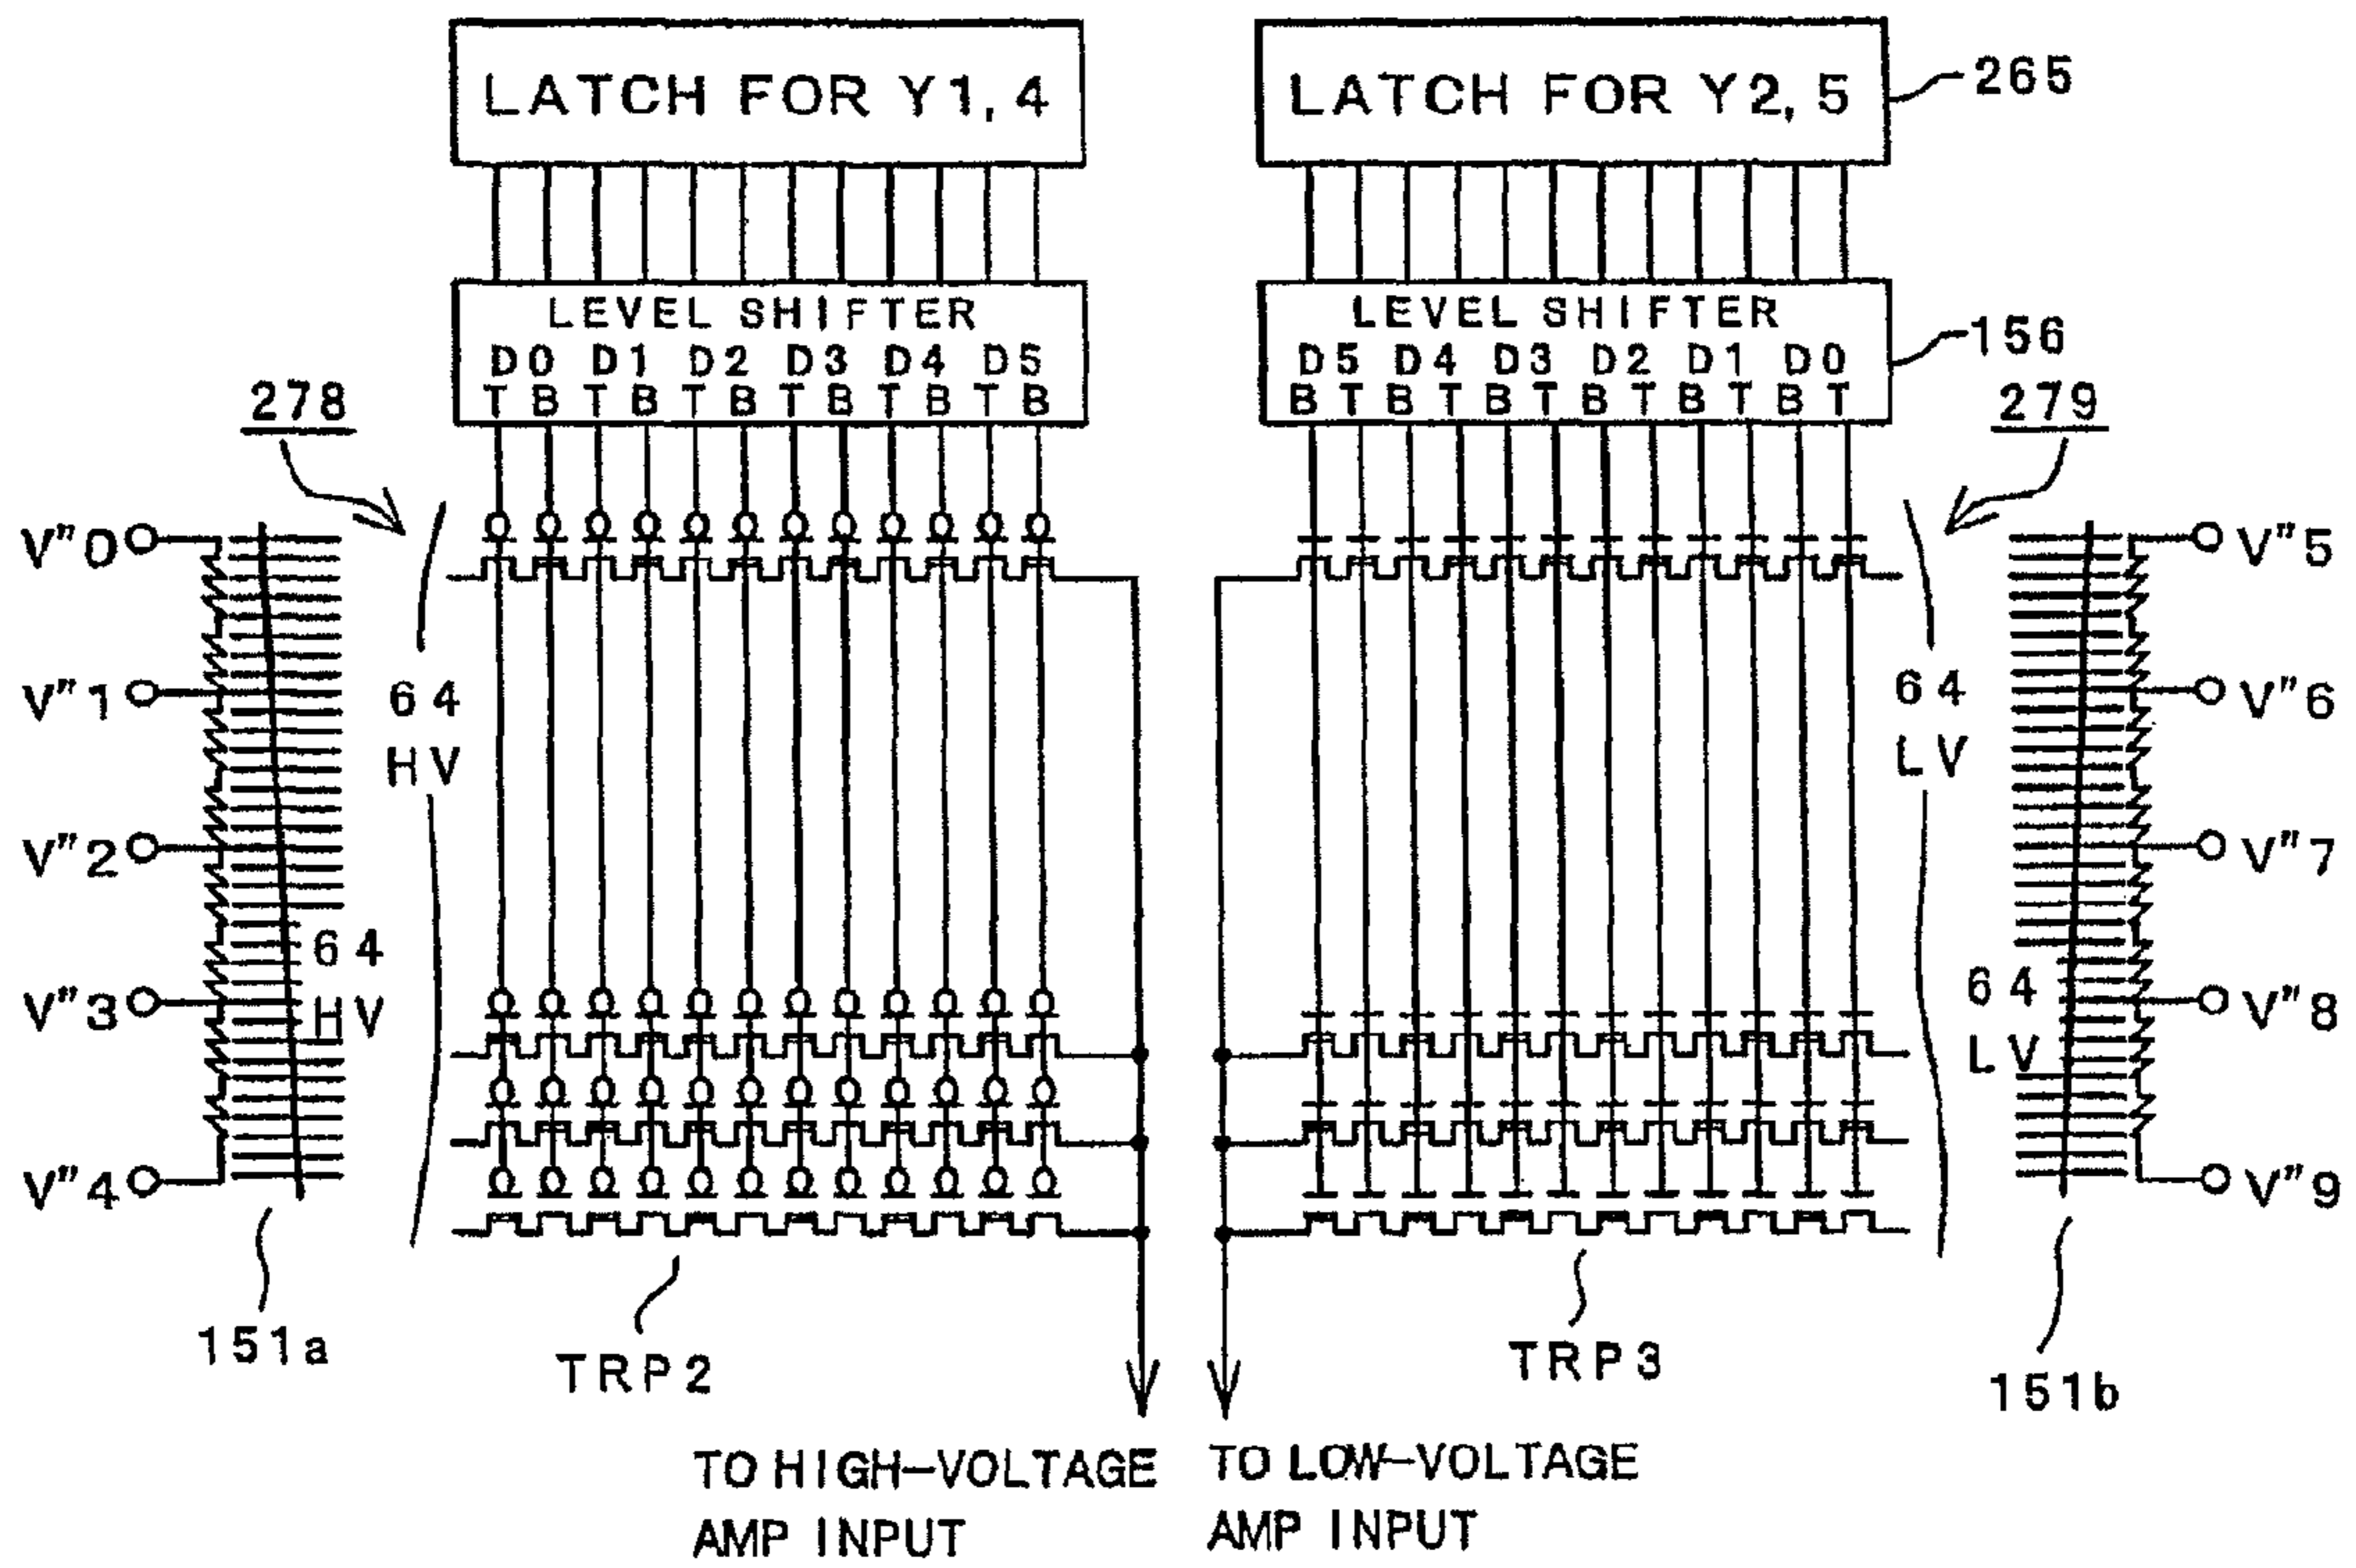 LATCH FOR Y1,4
LATCH FOR Y2,5
265
LEVEL SHIFTER
D0 D1 D2 D3 D4 D5
T B T B T B T B T B T B
LEVEL SHIFTER
D5 D4 D3 D2 D1 D0
B T B T B T B T B T B T
156
278
279
V"0
V"1
V"2
V"3
V"4
64
HV
64
HV
64
LV
64
LV
V"5
V"6
V"7
V"8
V"9
151a
TRP2
TRP3
151b
TO HIGH-VOLTAGE
AMP INPUT
TO LOW-VOLTAGE
AMP INPUT